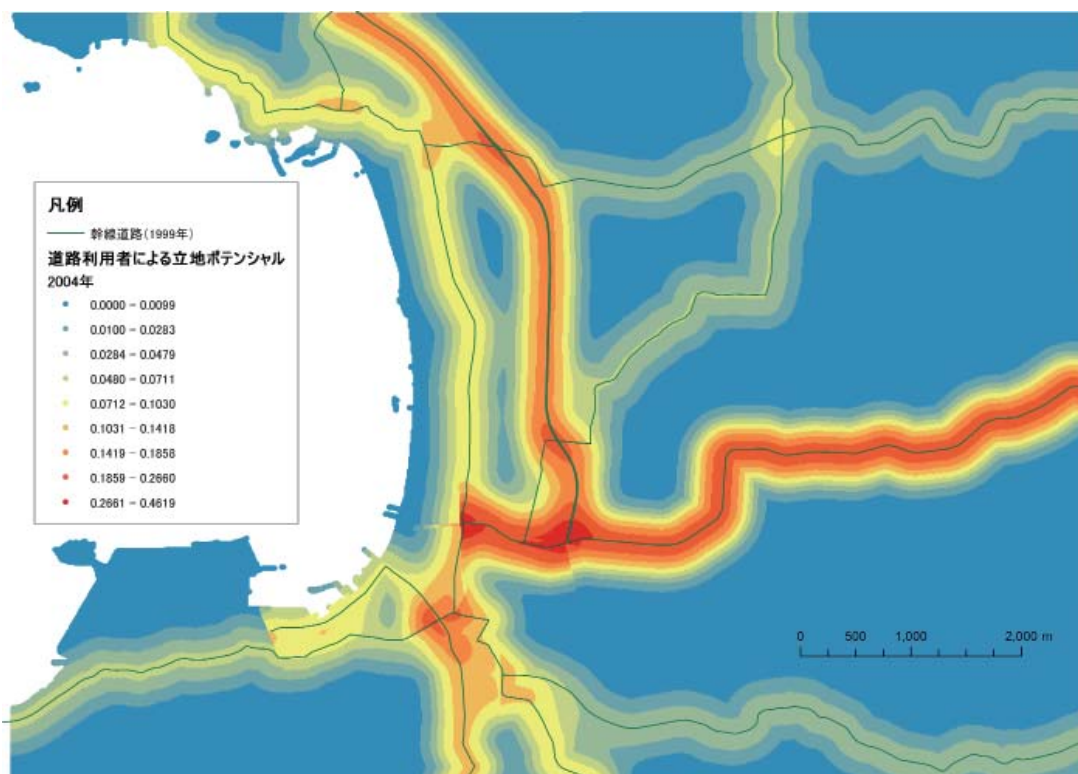 凡例
幹線道路(1999年)
道路利用者による立地ポテンシャル
2004年
0.0000 - 0.0099
0.0100 - 0.0283
0.0284 - 0.0479
0.0480 - 0.0711
0.0712 - 0.1030
0.1031 - 0.1418
0.1419 - 0.1858
0.1859 - 0.2660
0.2661 - 0.4619
0 500 1,000 2,000 m